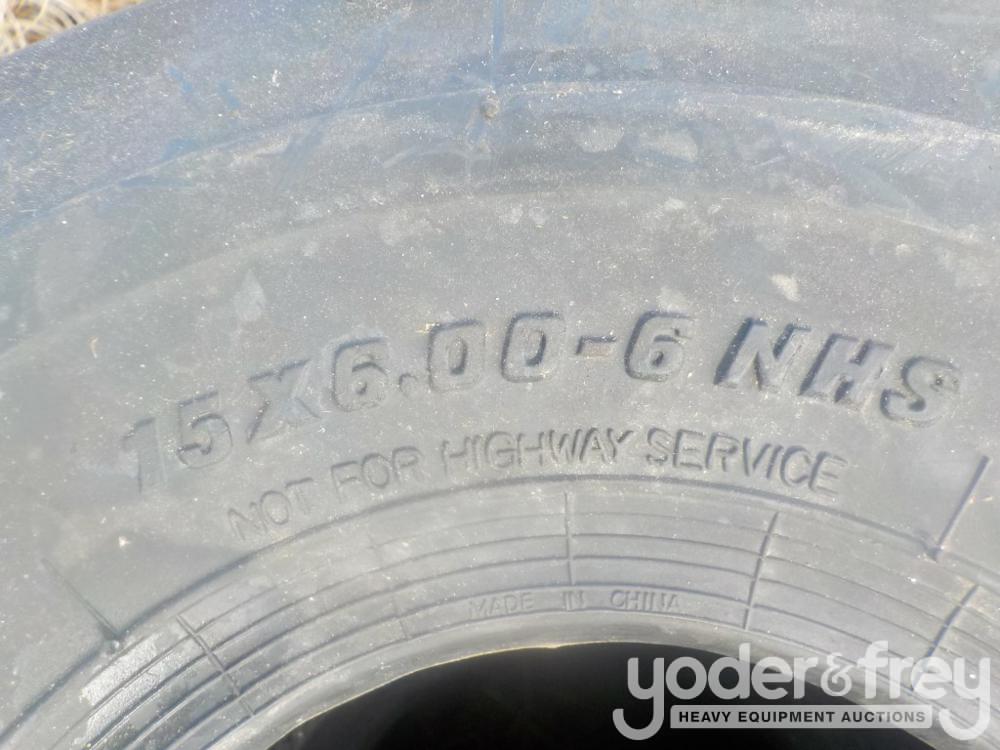 15X6.00-6 NHS
NOT FOR HIGHWAY SERVICE
MADE IN CHINA
yoder&frey
HEAVY EQUIPMENT AUCTIONS